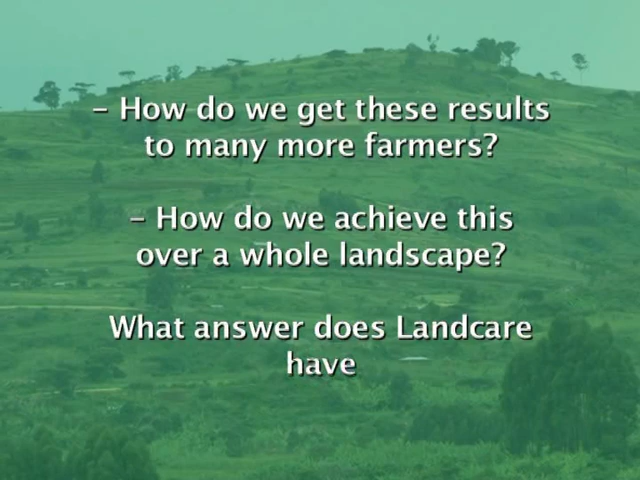 - How do we get these results
to many more farmers?
- How do we achieve this
over a whole landscape?
What answer does Landcare
have